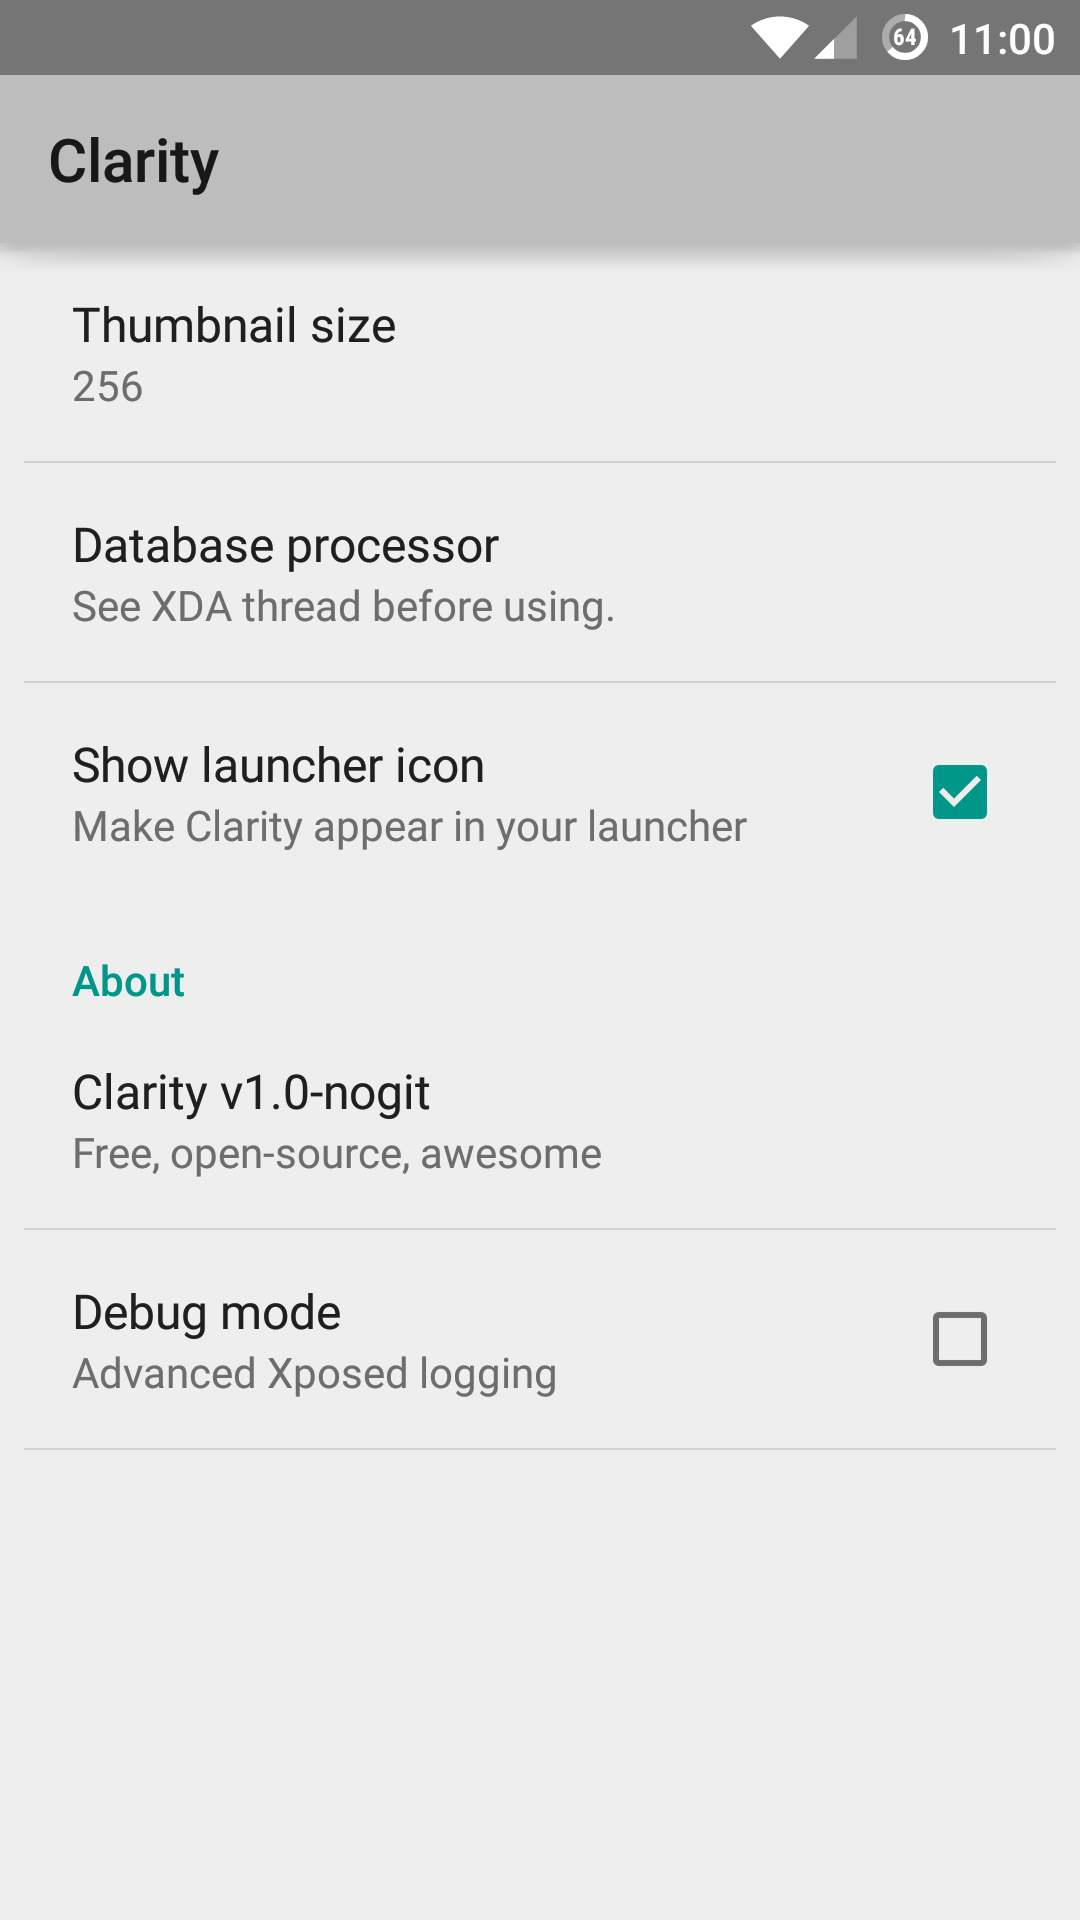 64 11:00
Clarity
Thumbnail size
256
Database processor
See XDA thread before using.
Show launcher icon
Make Clarity appear in your launcher
About
Clarity v1.0-nogit
Free, open-source, awesome
Debug mode
Advanced Xposed logging